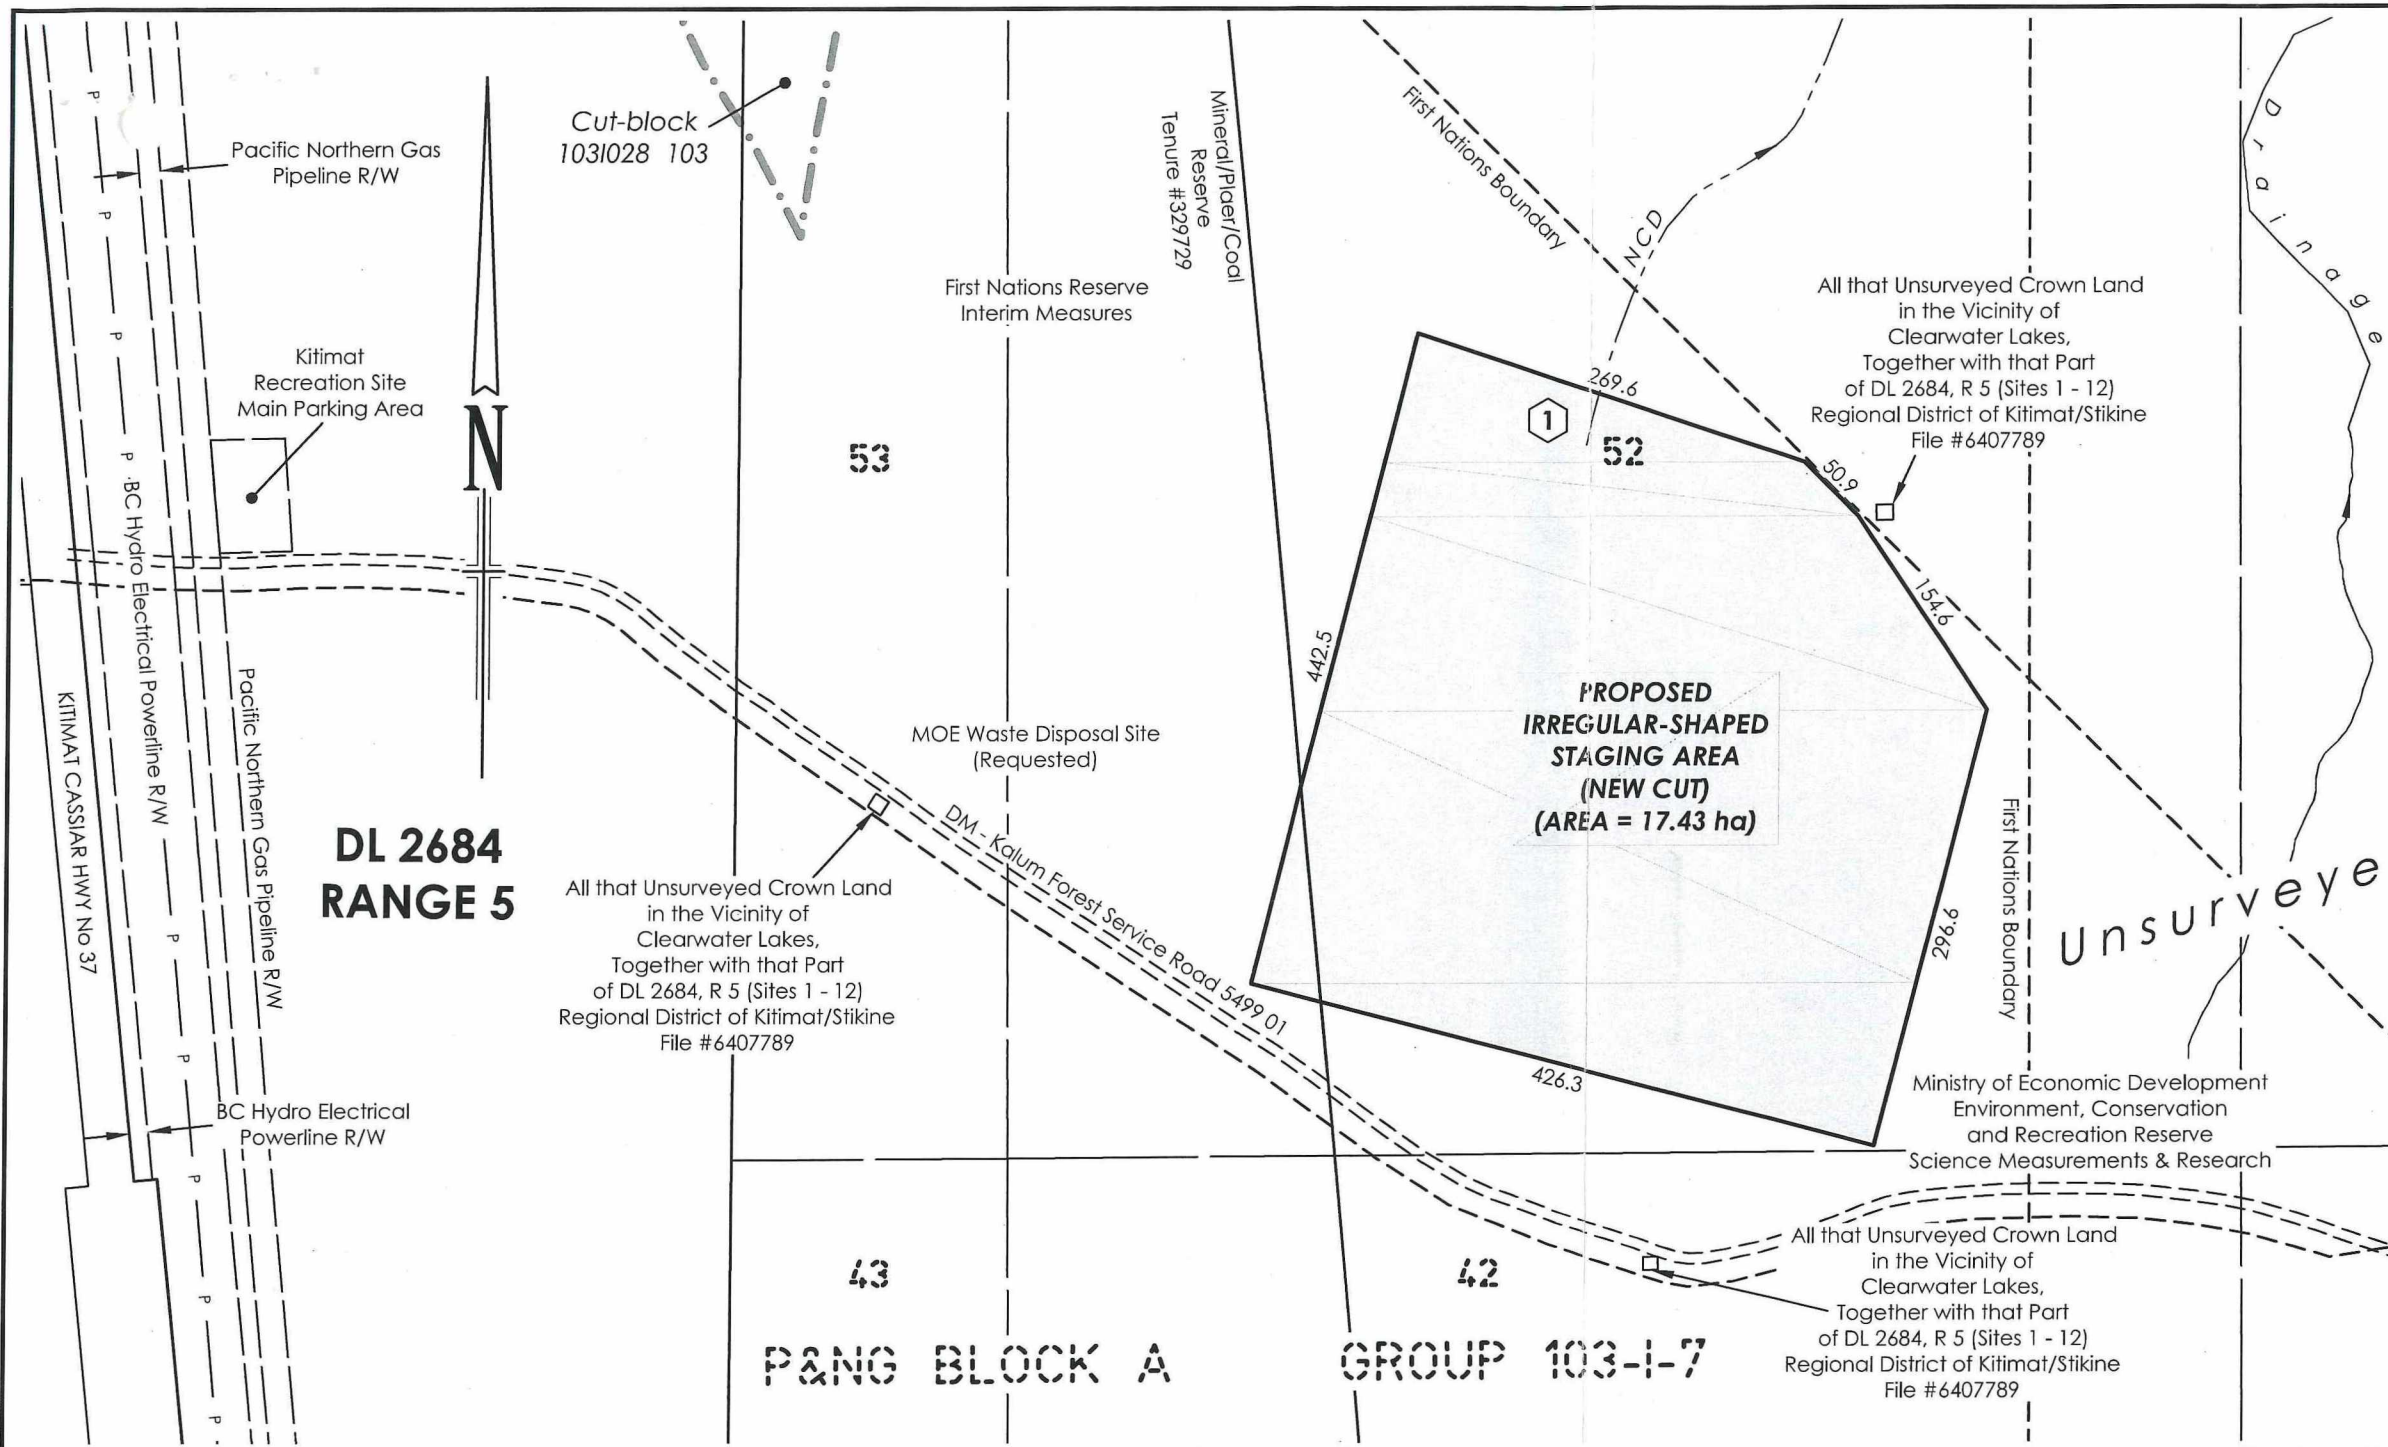 Pacific Northern Gas
Pipeline R/W
Cut-block
103I028 103
Mineral/Plaer/Coal
Reserve
Tenure #329729
First Nations Boundary
NCD
Drainage
First Nations Reserve
Interim Measures
All that Unsurveyed Crown Land
in the Vicinity of
Clearwater Lakes,
Together with that Part
of DL 2684, R 5 (Sites 1 - 12)
Regional District of Kitimat/Stikine
File #6407789
Kitimat
Recreation Site
Main Parking Area
N
53
1
52
269.6
50.9
154.6
442.5
296.6
426.3
PROPOSED
IRREGULAR-SHAPED
STAGING AREA
(NEW CUT)
(AREA = 17.43 ha)
P P P P P P P P P P
BC Hydro Electrical Powerline R/W
Pacific Northern Gas Pipeline R/W
KITIMAT CASSIAR HWY No 37
MOE Waste Disposal Site
(Requested)
DM - Kalum Forest Service Road 5499 01
DL 2684
RANGE 5
All that Unsurveyed Crown Land
in the Vicinity of
Clearwater Lakes,
Together with that Part
of DL 2684, R 5 (Sites 1 - 12)
Regional District of Kitimat/Stikine
File #6407789
First Nations Boundary
Unsurveye
BC Hydro Electrical
Powerline R/W
Ministry of Economic Development
Environment, Conservation
and Recreation Reserve
Science Measurements & Research
43
42
All that Unsurveyed Crown Land
in the Vicinity of
Clearwater Lakes,
Together with that Part
of DL 2684, R 5 (Sites 1 - 12)
Regional District of Kitimat/Stikine
File #6407789
P&NG BLOCK A GROUP 103-I-7